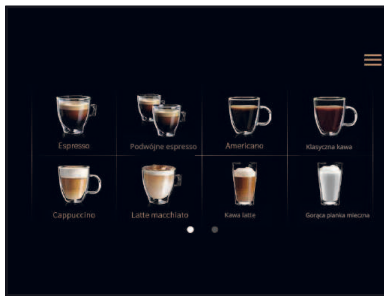 Espresso
Podwójne espresso
Americano
Klasyczna kawa
Cappuccino
Latte macchiato
Kawa latte
Gorąca pianka mleczna